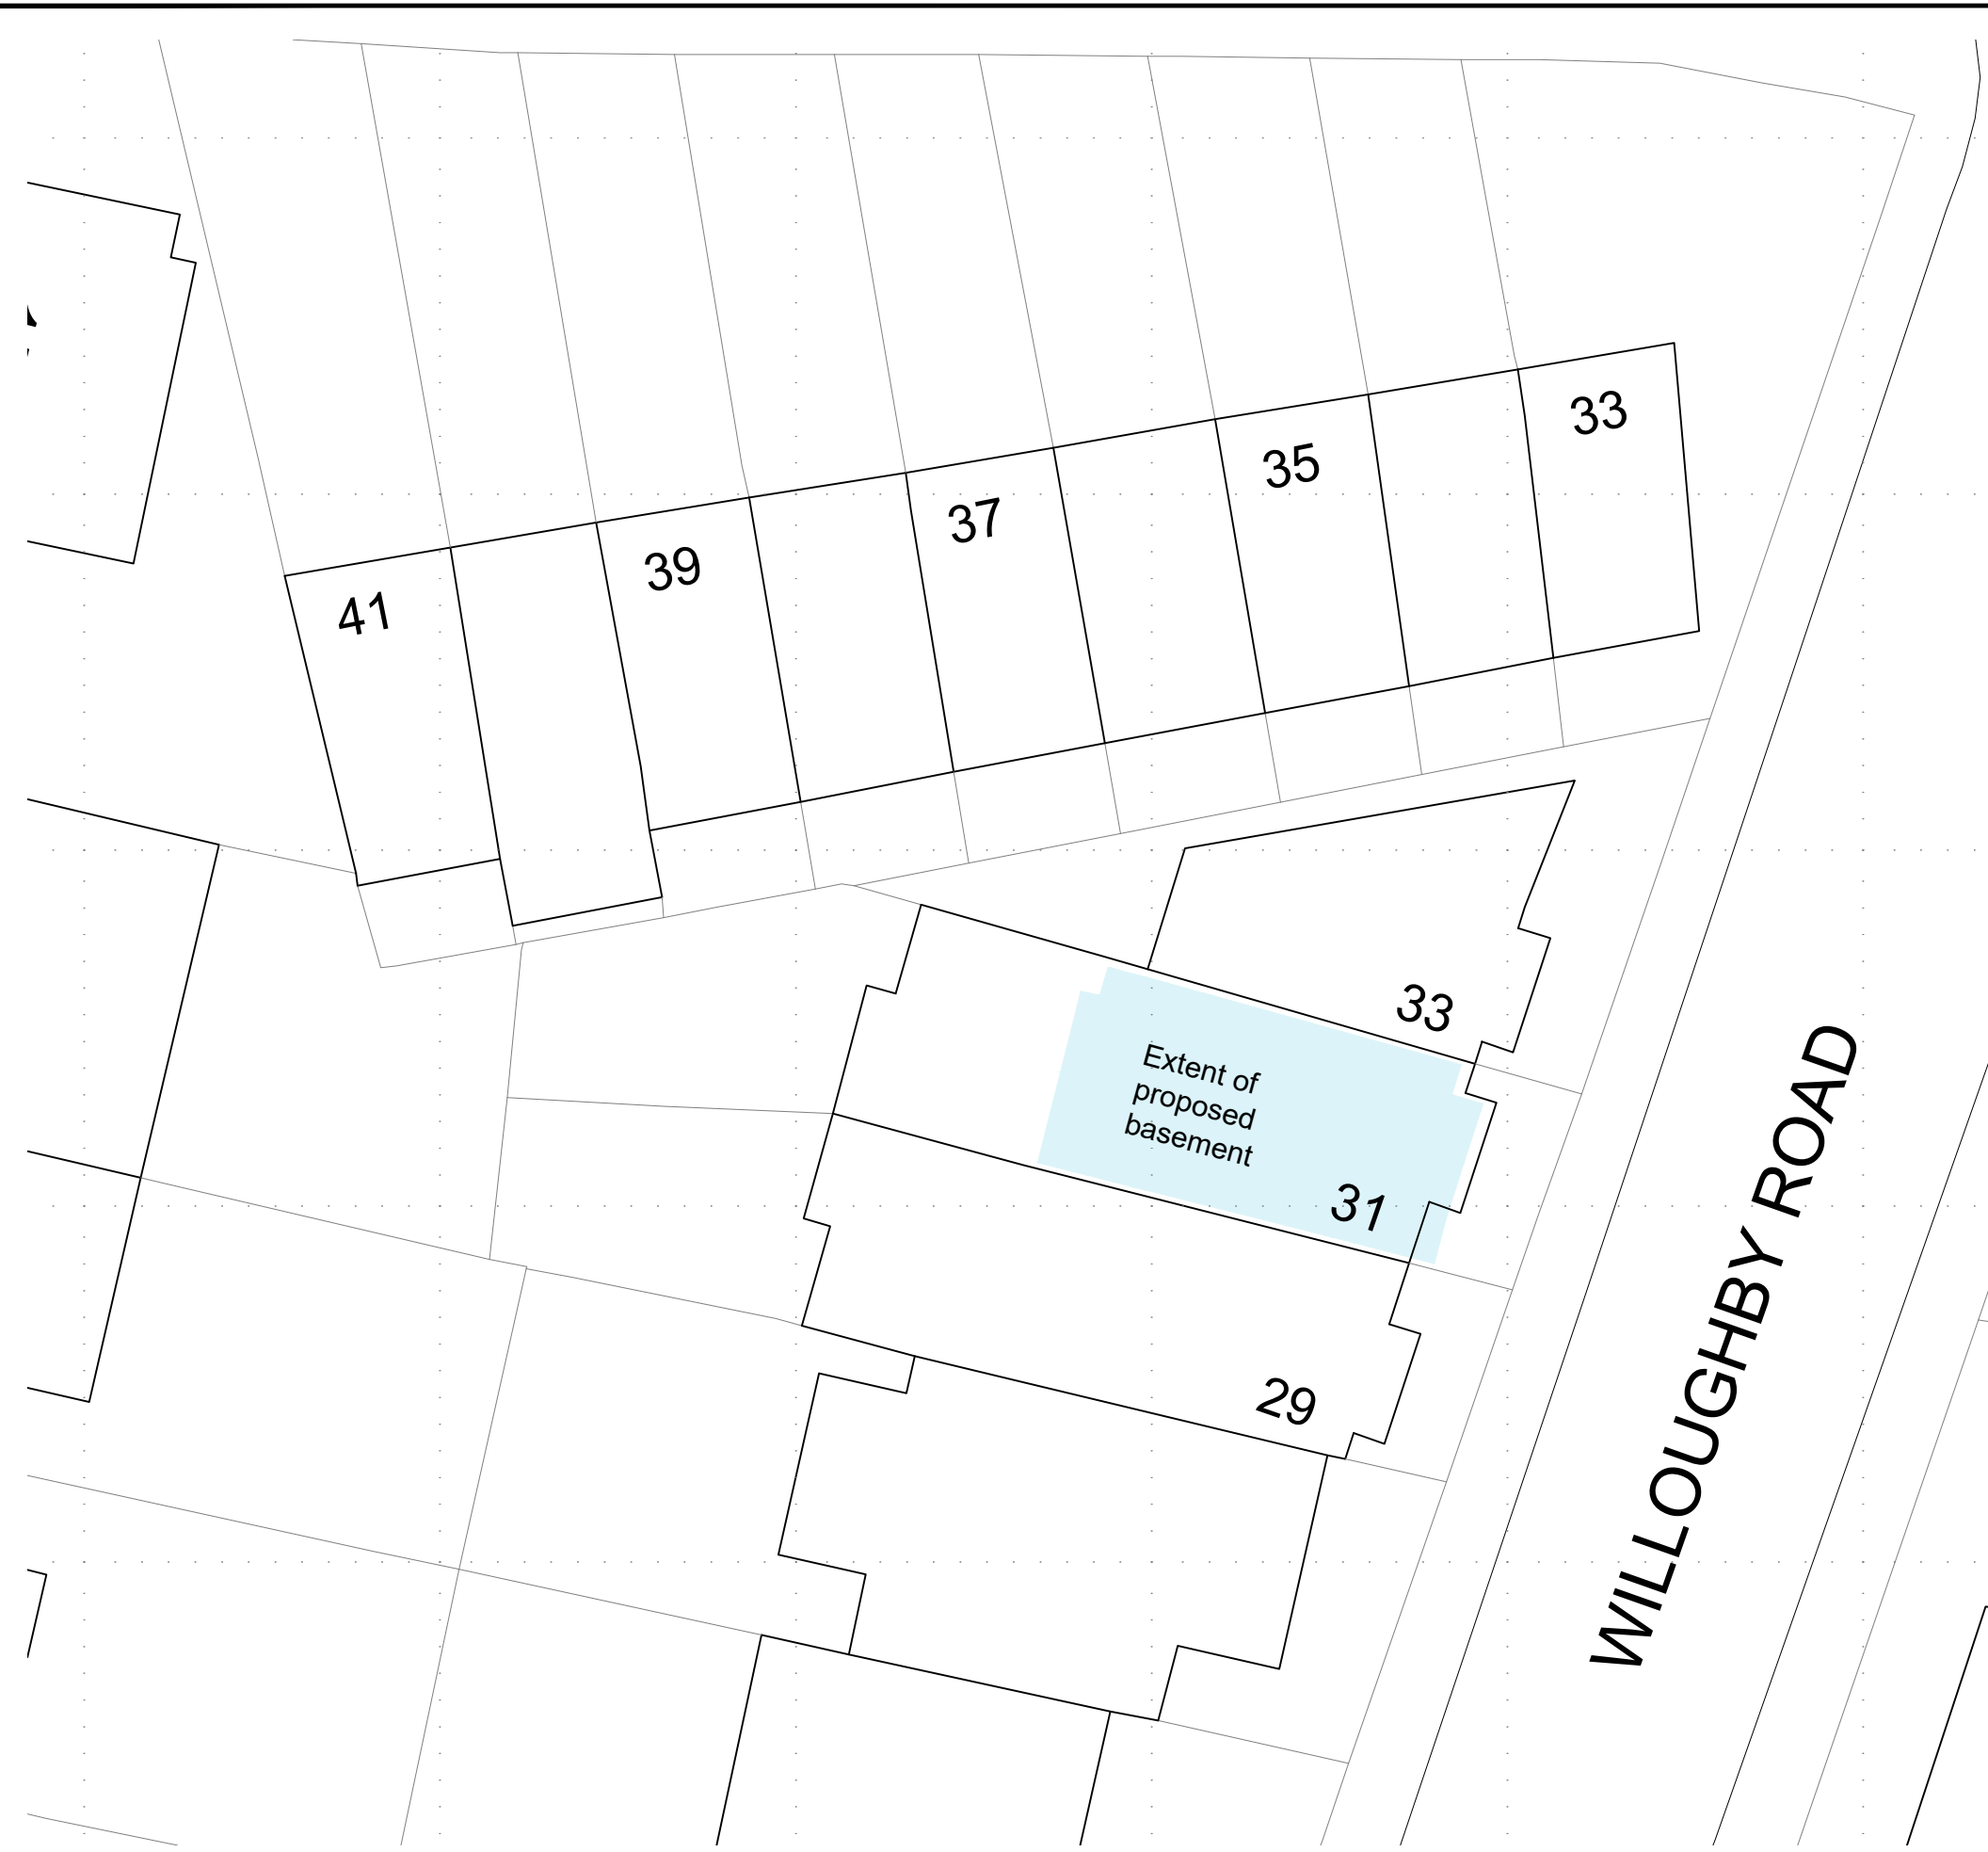 33
35
37
39
41
33
Extent of
proposed
basement
31
29
WILLOUGHBY ROAD